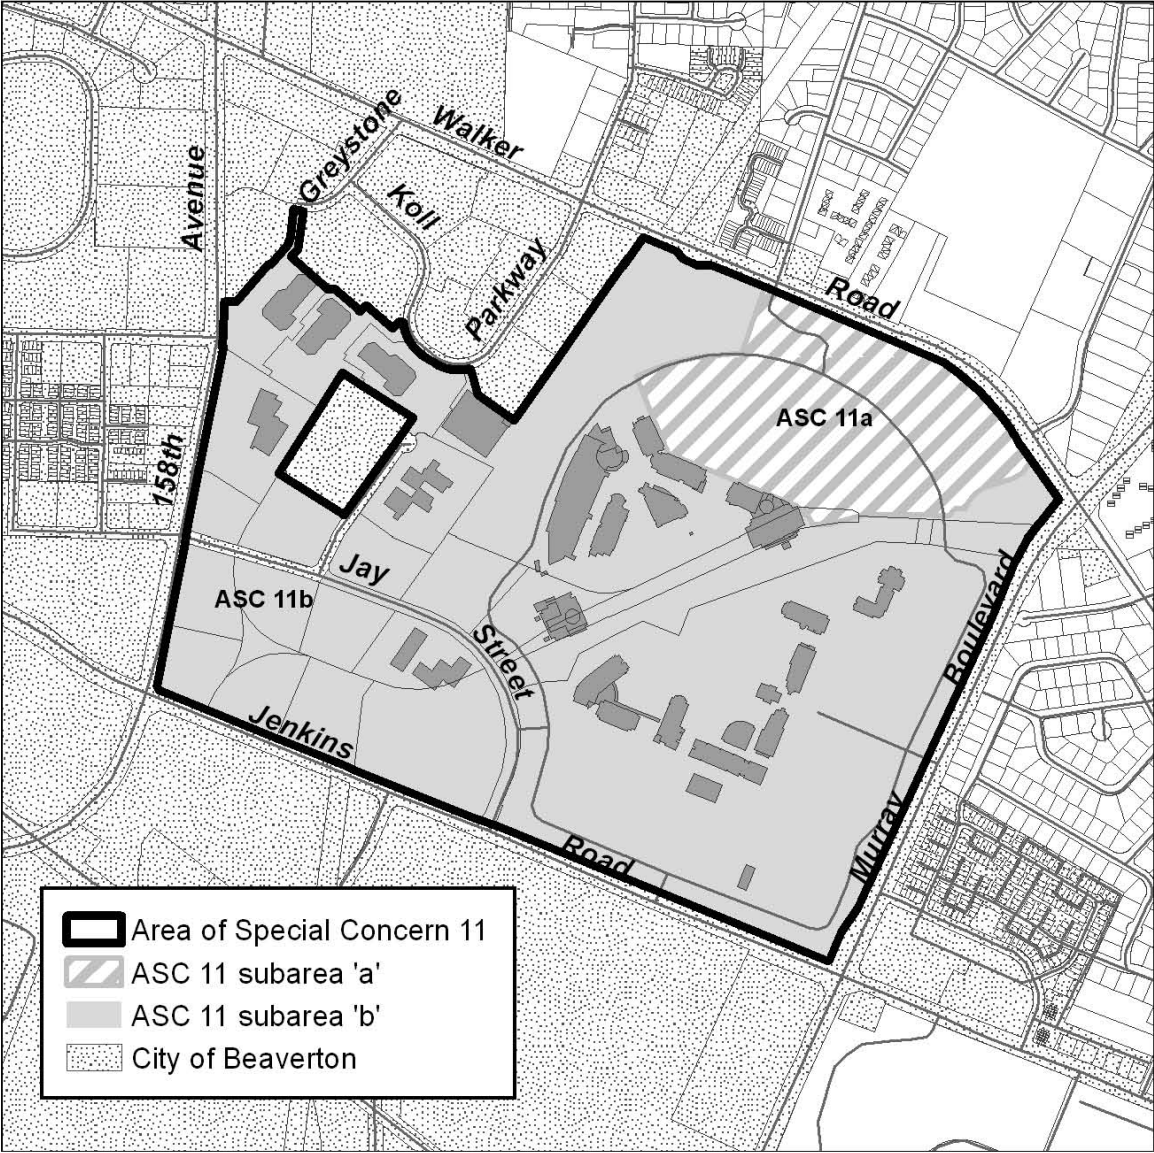 Greystone
Walker
Avenue
Koll
Parkway
Road
ASC 11a
158th
Jay
ASC 11b
Street
Boulevard
Jenkins
Murray
Road
Area of Special Concern 11
ASC 11 subarea 'a'
ASC 11 subarea 'b'
City of Beaverton